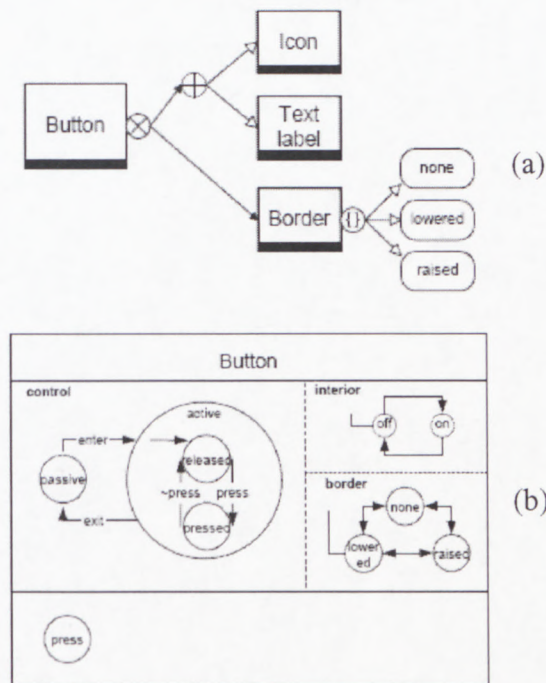 Icon
Button
Text
label
Border
{}
none
lowered
raised
(a)
Button
control
active
enter
released
passive
~press press
exit
pressed
interior
off
on
border
none
lower
ed
raised
(b)
press